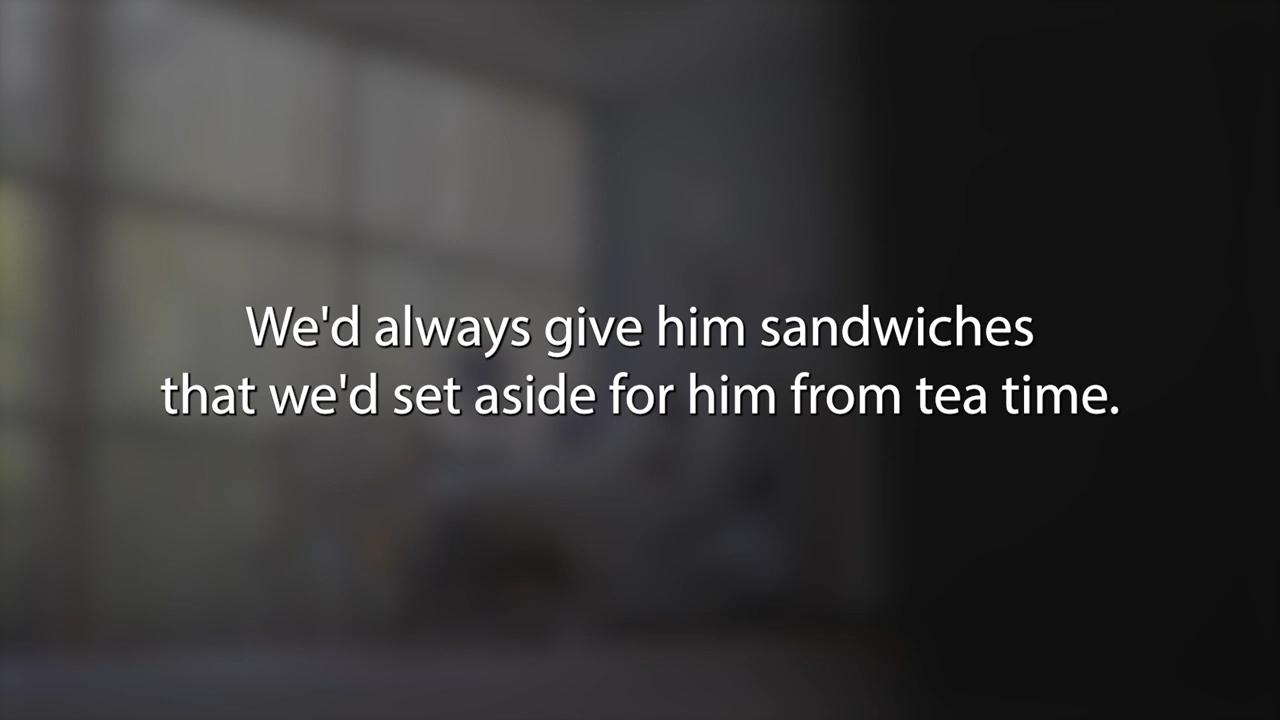 We'd always give him sandwiches
that we'd set aside for him from tea time.